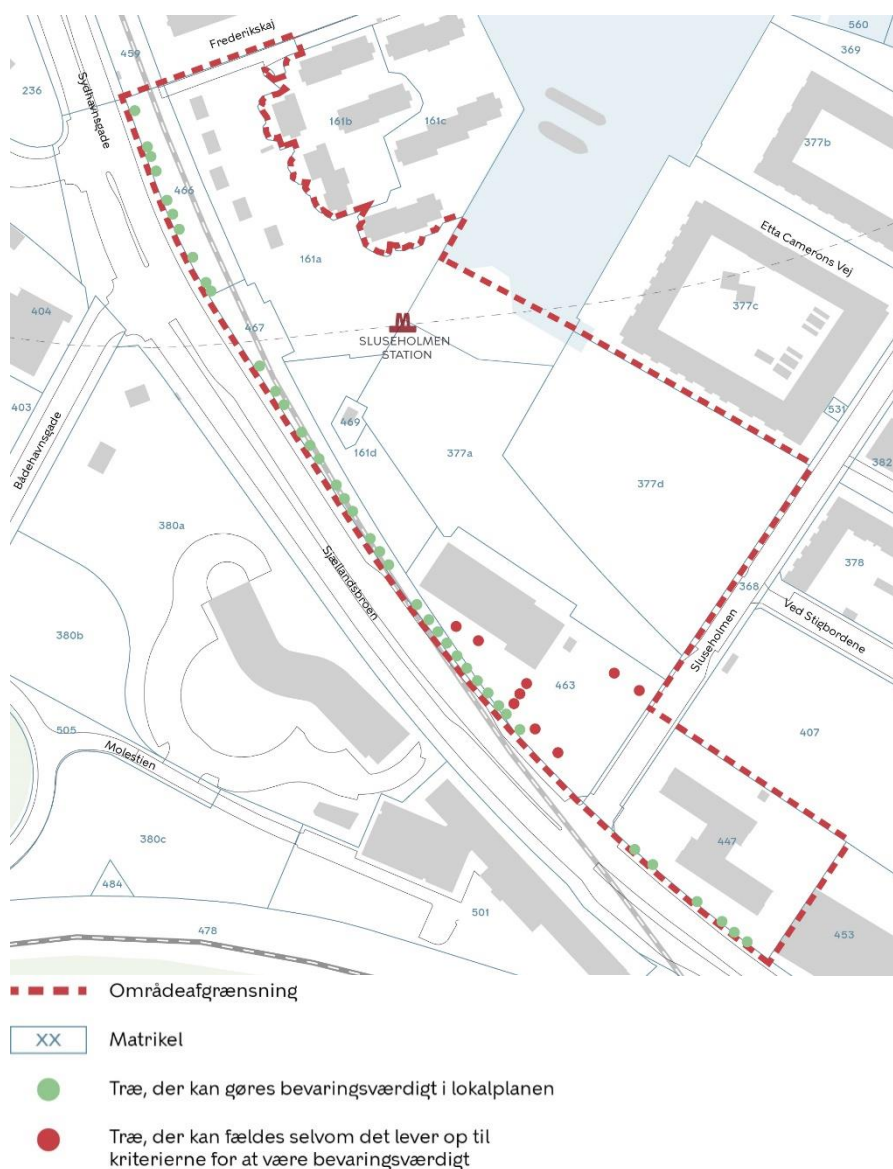 560
459
Frederikskaj
369
236
Sydhavnsgade
161b
161c
377b
466
Etta Camerons Vej
161a
377c
404
467
M
SLUSEHOLMEN
STATION
403
469
531
Bådehavnsgade
161d
377a
377d
382
380a
Sjællandsbroen
368
378
Ved Stigbordene
380b
463
Sluseholmen
505
407
Molestien
380c
447
484
501
478
453
Områdeafgrænsning
XX Matrikel
Træ, der kan gøres bevaringsværdigt i lokalplanen
Træ, der kan fældes selvom det lever op til
kriterierne for at være bevaringsværdigt